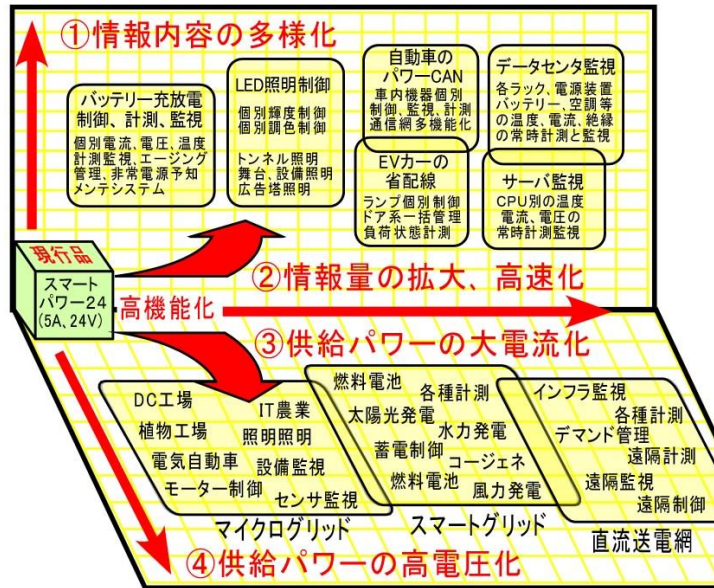 ①情報内容の多様化
バッテリー充放電
制御、計測、監視
個別電流、電圧、温度
計測監視、エージング
管理、非常電源予知
メンテシステム
LED照明制御
個別輝度制御
個別調色制御
トンネル照明
舞台、設備照明
広告塔照明
自動車の
パワーCAN
車内機器個別
制御、監視、計測
通信網多機能化
EVカーの
省配線
ランプ個別制御
ドア系一括管理
負荷状態計測
データセンタ監視
各ラック、電源装置
バッテリー、空調等
の温度、電流、絶縁
の常時計測と監視
サーバ監視
CPU別の温度
電流、電圧の
常時計測監視
現行品
スマート
パワー24
(5A、24V)
高機能化
②情報量の拡大、高速化
③供給パワーの大電流化
DC工場
IT農業
植物工場
照明照明
電気自動車
設備監視
モーター制御
センサ監視
マイクログリッド
燃料電池
各種計測
太陽光発電
水力発電
蓄電制御
コージェネ
燃料電池
風力発電
スマートグリッド
インフラ監視
各種計測
デマンド管理
遠隔計測
遠隔監視
遠隔制御
直流送電網
④供給パワーの高電圧化